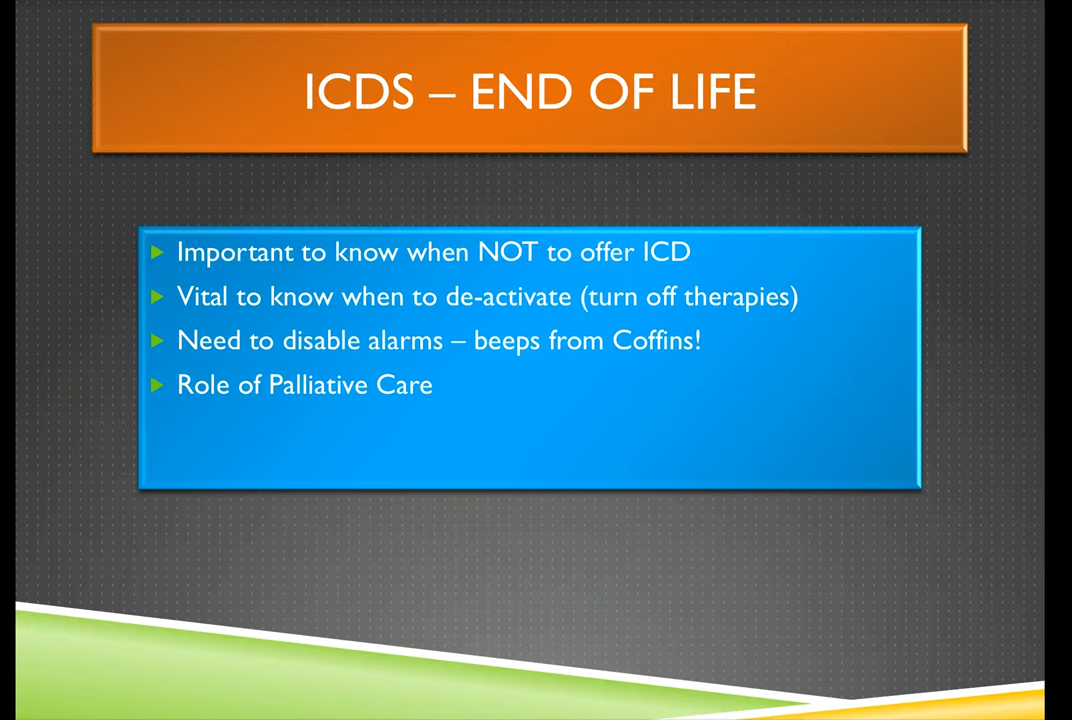 ICDS – END OF LIFE
Important to know when NOT to offer ICD
Vital to know when to de-activate (turn off therapies)
Need to disable alarms – beeps from Coffins!
Role of Palliative Care